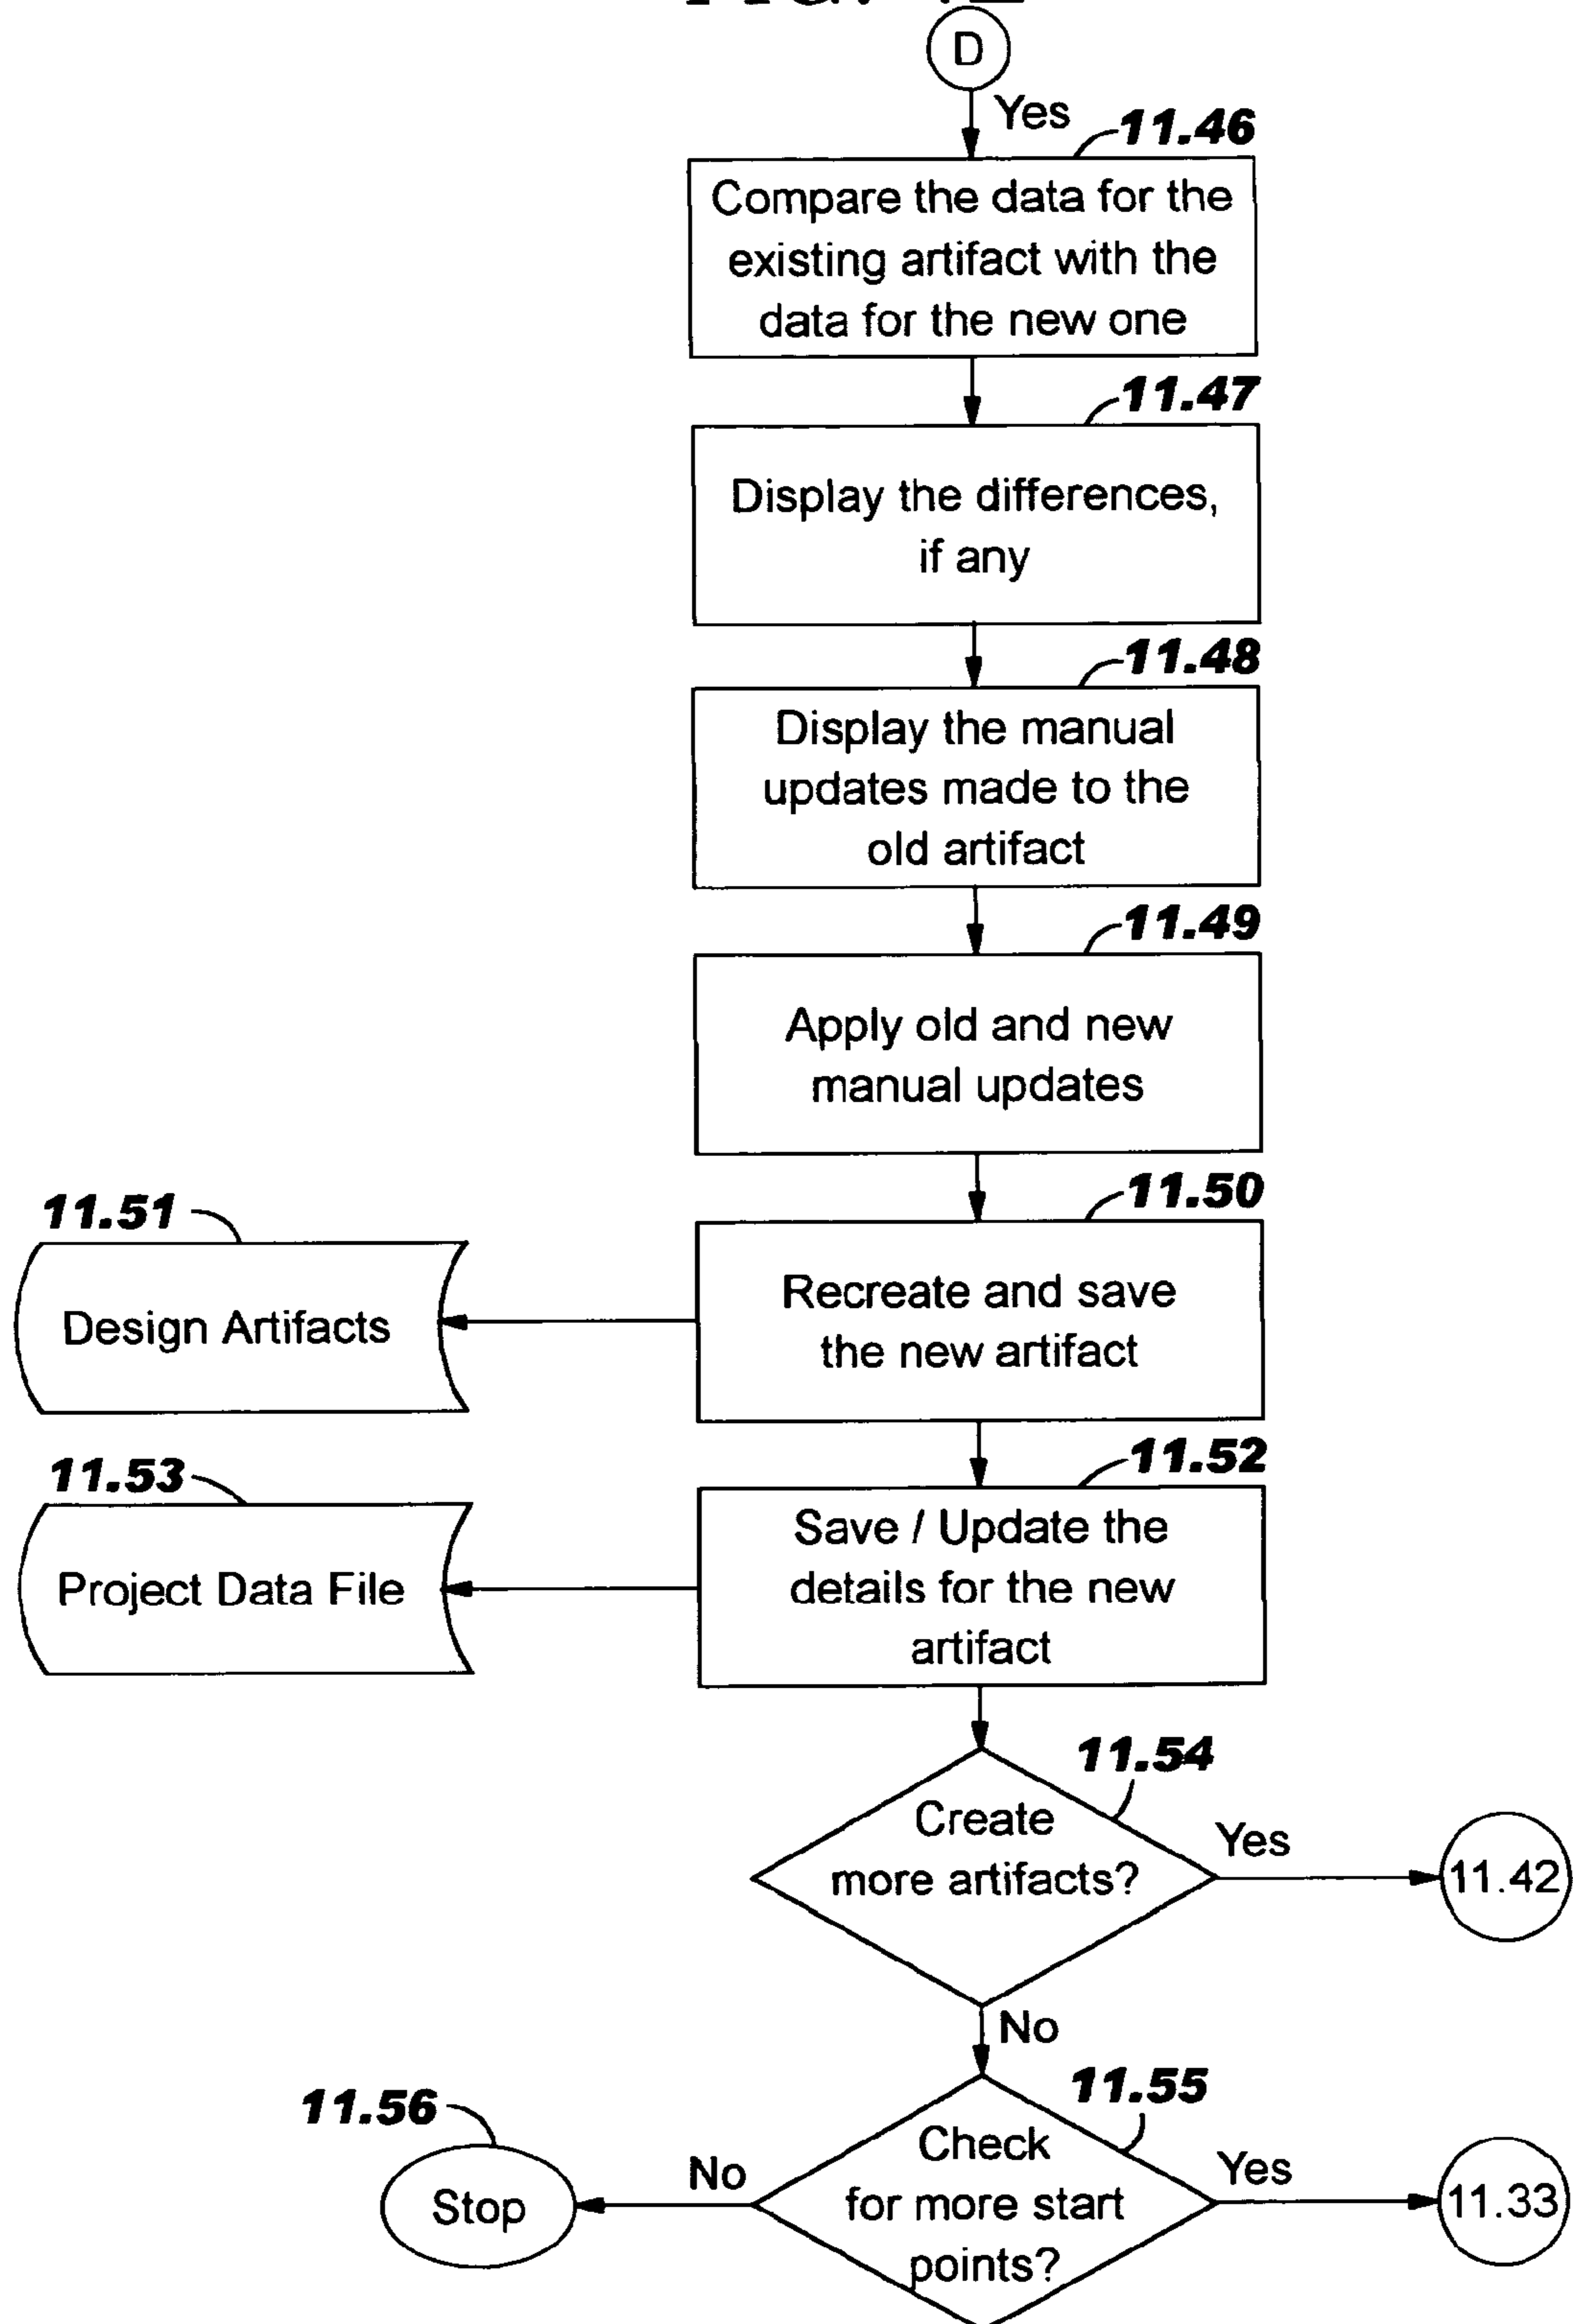 D
Yes
11.46
Compare the data for the
existing artifact with the
data for the new one
11.47
Display the differences,
if any
11.48
Display the manual
updates made to the
old artifact
11.49
Apply old and new
manual updates
11.50
Recreate and save
the new artifact
11.51
Design Artifacts
11.52
Save / Update the
details for the new
artifact
11.53
Project Data File
11.54
Create
more artifacts?
Yes
11.42
No
11.55
Check
for more start
points?
Yes
11.33
No
11.56
Stop